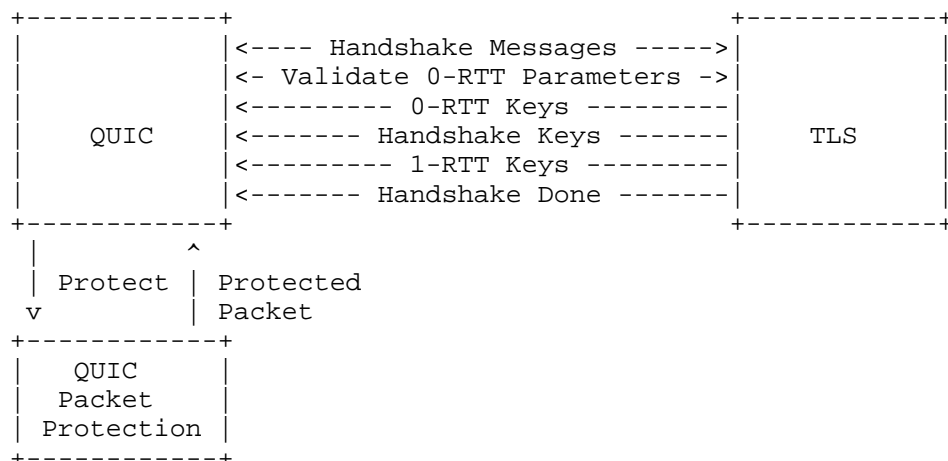 <---- Handshake Messages ----->
<- Validate 0-RTT Parameters ->
<--------- 0-RTT Keys ---------
QUIC <------- Handshake Keys ------- TLS
<--------- 1-RTT Keys ---------
<------- Handshake Done -------
Protect Protected
Packet
QUIC
Packet
Protection